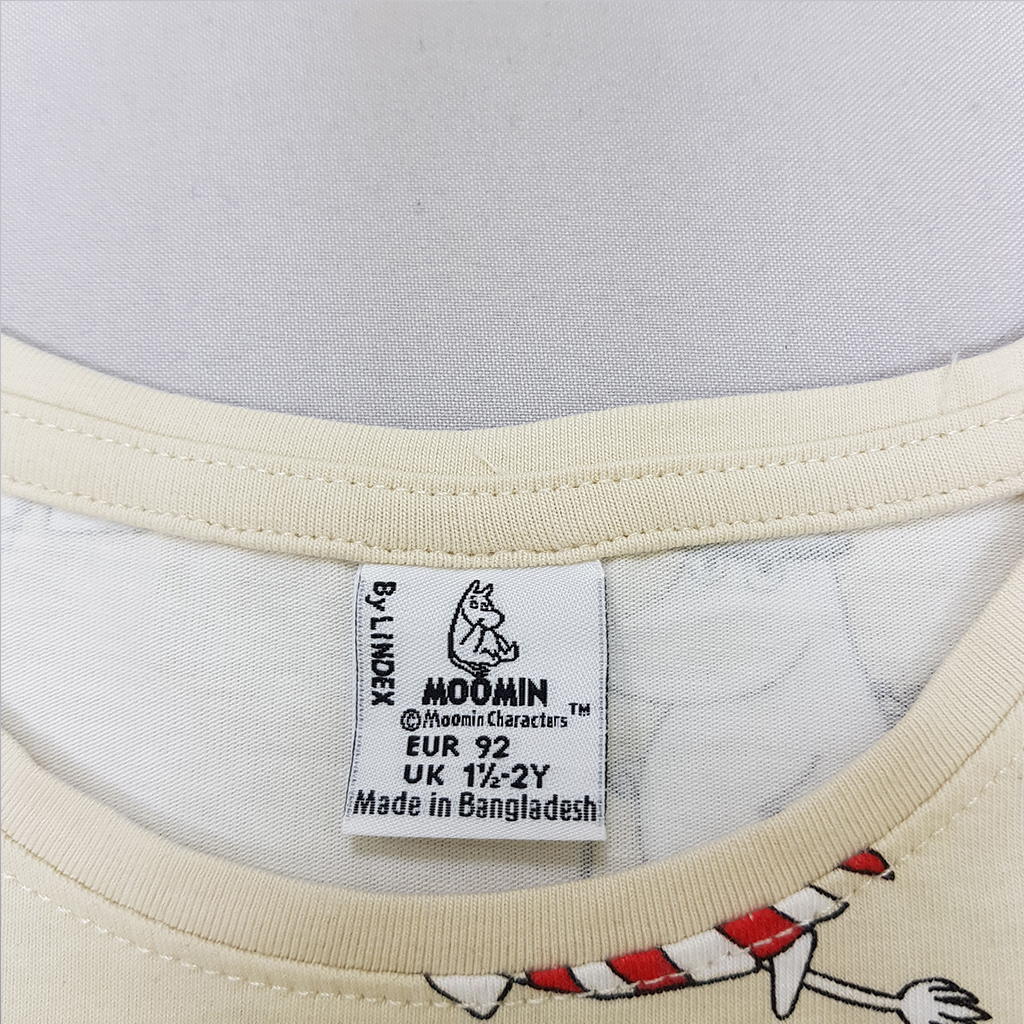 By LINDEX
MOOMIN
©Moomin Characters™
EUR 92
UK 1½-2Y
Made in Bangladesh